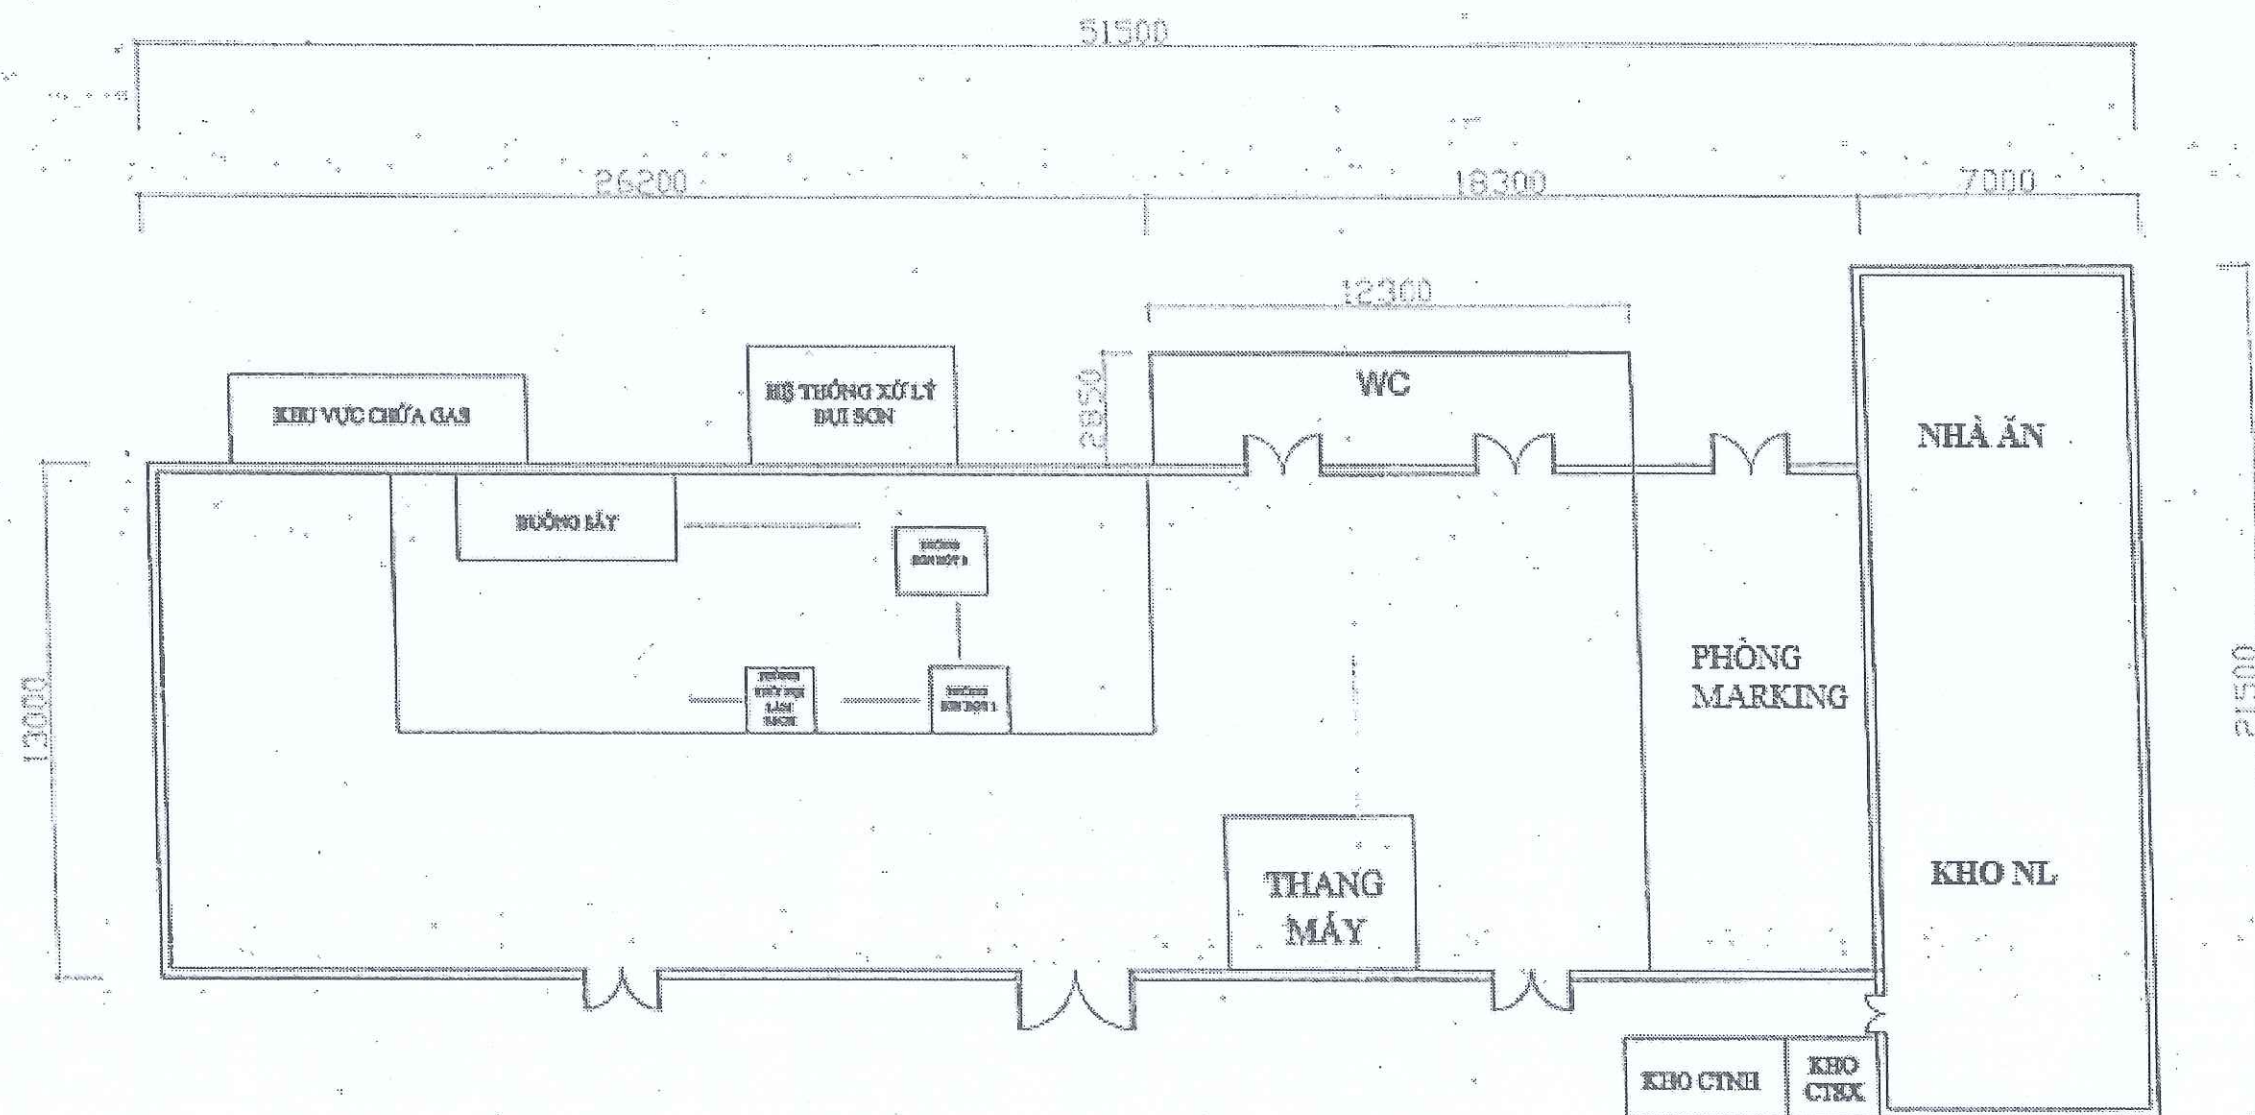 51500
26200
18300
7000
12300
2850
13000
21500
KHU VỰC CHỨA GAS
HỆ THỐNG XỬ LÝ
BỤI SƠN
WC
NHÀ ĂN
BUỒNG SẤY
PHÒNG
MARKING
THANG
MÁY
KHO NL
KHO CTNH
KHO
CTSX